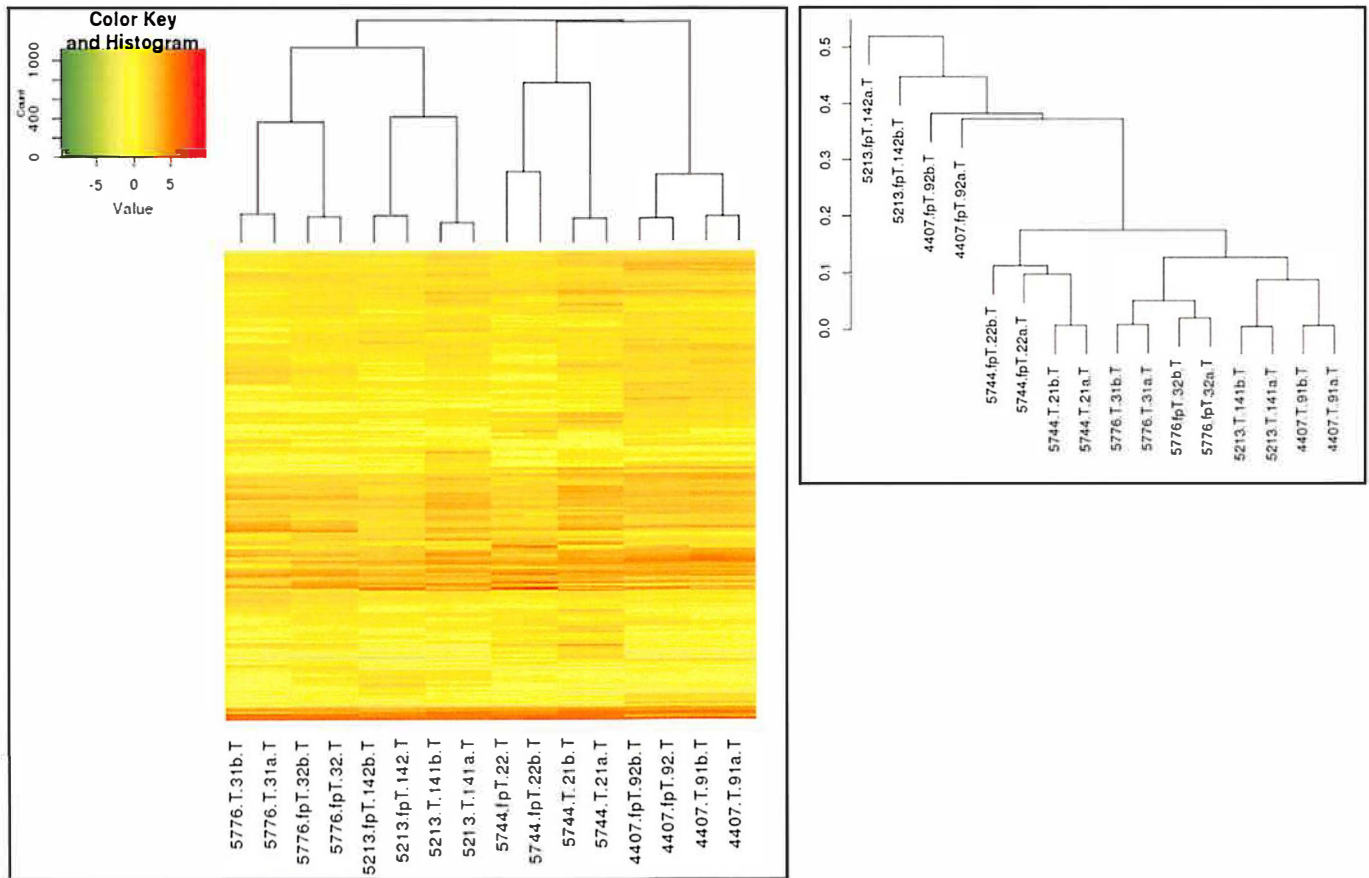 Color Key
and Histogram
Count
0 400 1000
-5 0 5
Value
5776.T.31b.T
5776.T.31a.T
5776.fpT.32b.T
5776.fpT.32.T
5213.fpT.142b.T
5213.fpT.142.T
5213.T.141b.T
5213.T.141a.T
5744.fpT.22.T
5744.fpT.22b.T
5744.T.21b.T
5744.T.21a.T
4407.fpT.92b.T
4407.fpT.92.T
4407.T.91b.T
4407.T.91a.T
0.5
0.4
0.3
0.2
0.1
0.0
5213.fpT.142a.T
5213.fpT.142b.T
4407.fpT.92b.T
4407.fpT.92a.T
5744.fpT.22b.T
5744.fpT.22a.T
5744.T.21b.T
5744.T.21a.T
5776.T.31b.T
5776.T.31a.T
5776.fpT.32b.T
5776.fpT.32a.T
5213.T.141b.T
5213.T.141a.T
4407.T.91b.T
4407.T.91a.T